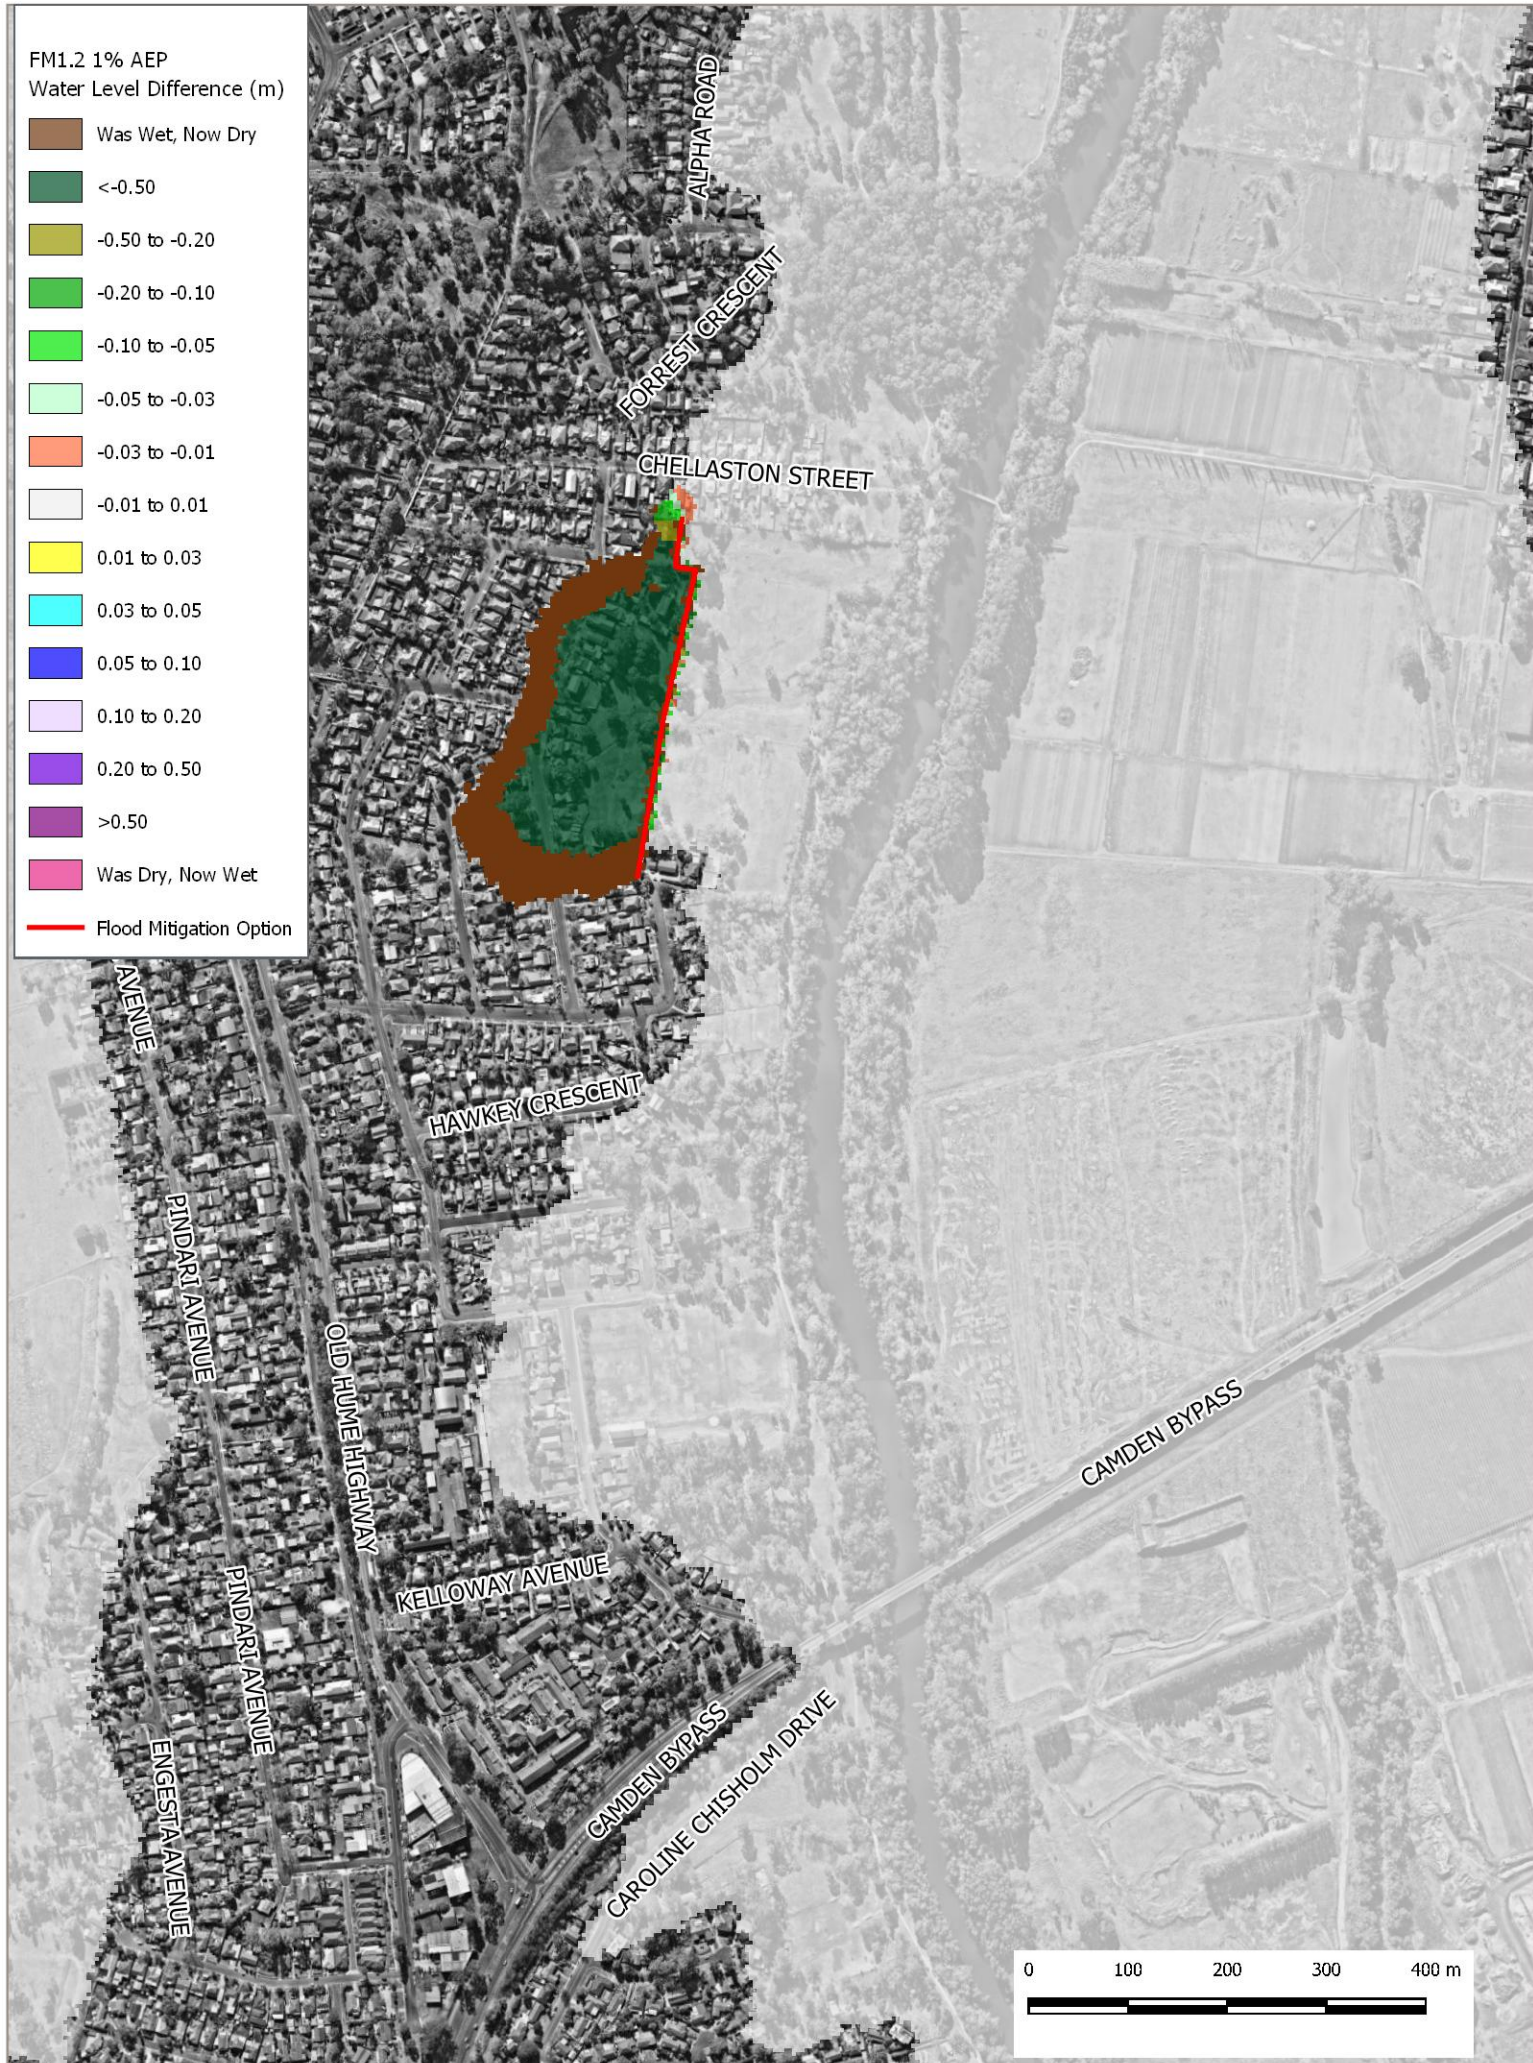 FM1.2 1% AEP
Water Level Difference (m)
Was Wet, Now Dry
<-0.50
-0.50 to -0.20
-0.20 to -0.10
-0.10 to -0.05
-0.05 to -0.03
-0.03 to -0.01
-0.01 to 0.01
0.01 to 0.03
0.03 to 0.05
0.05 to 0.10
0.10 to 0.20
0.20 to 0.50
>0.50
Was Dry, Now Wet
Flood Mitigation Option
ALPHA ROAD
FORREST CRESCENT
CHELLASTON STREET
AVENUE
HAWKEY CRESCENT
PINDARI AVENUE
OLD HUME HIGHWAY
CAMDEN BYPASS
KELLOWAY AVENUE
PINDARI AVENUE
CAMDEN BYPASS
CAROLINE CHISHOLM DRIVE
ENGESTA AVENUE
0 100 200 300 400 m